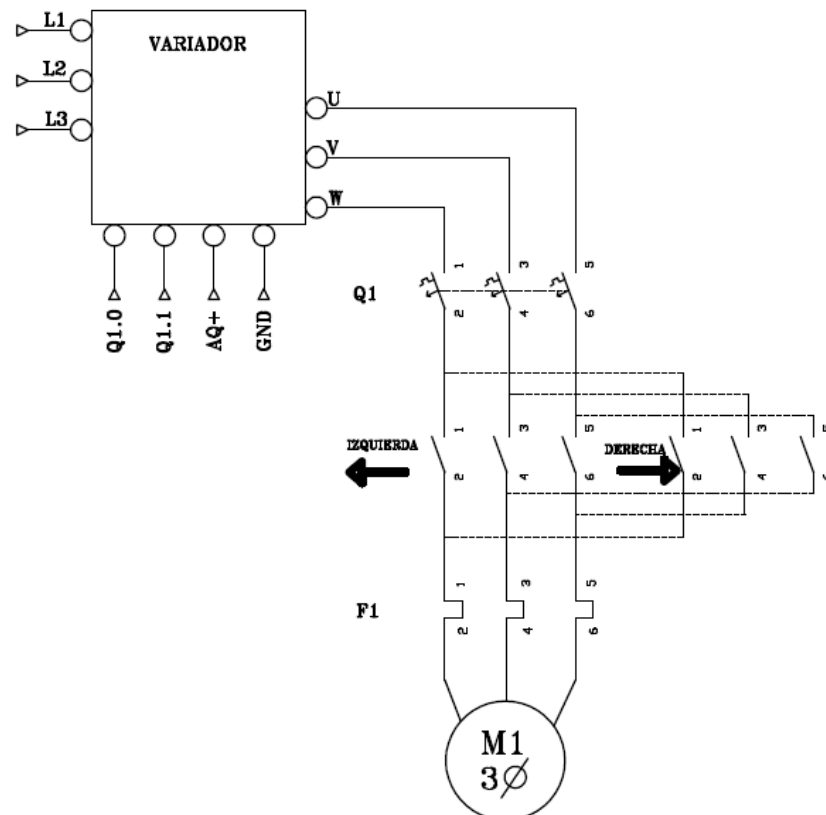 L1
VARIADOR
L2
U
L3
V
W
Q1.0
Q1.1
AQ+
GND
1 3 5
Q1
2 4 6
1 3 5 1 3 5
IZQUIERDA DERECHA
2 4 6 2 4 6
1 3 5
F1
2 4 6
M1
3∅